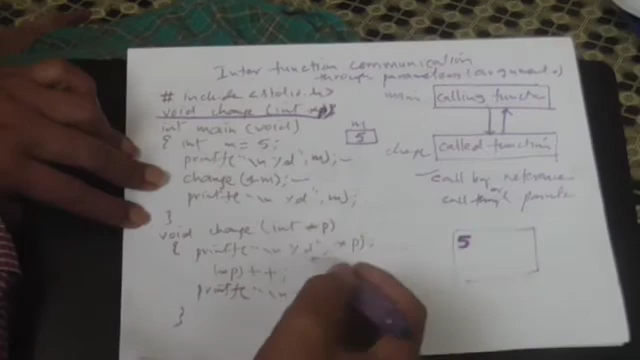 Inter function communication
through parameters (arguments)
# include <stdio.h>
void change (int *p);
int main (void)
{ int m = 5;
printf("\n %d", m);
change (&m);
printf("\n %d", m);
}
void change (int *p)
{ printf("\n %d", *p);
(*p)++;
printf("\n
}
m
5
main
calling function
change
called function
call by reference
or
call through
5